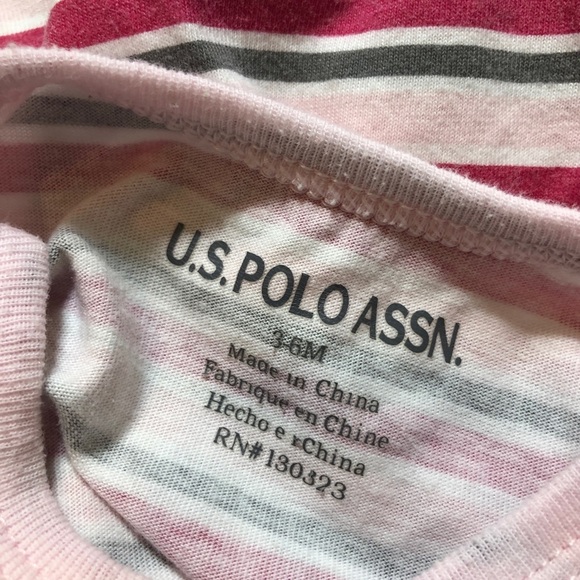 U.S. POLO ASSN.
3-6M
Made in China
Fabrique en Chine
Hecho e China
RN#130323